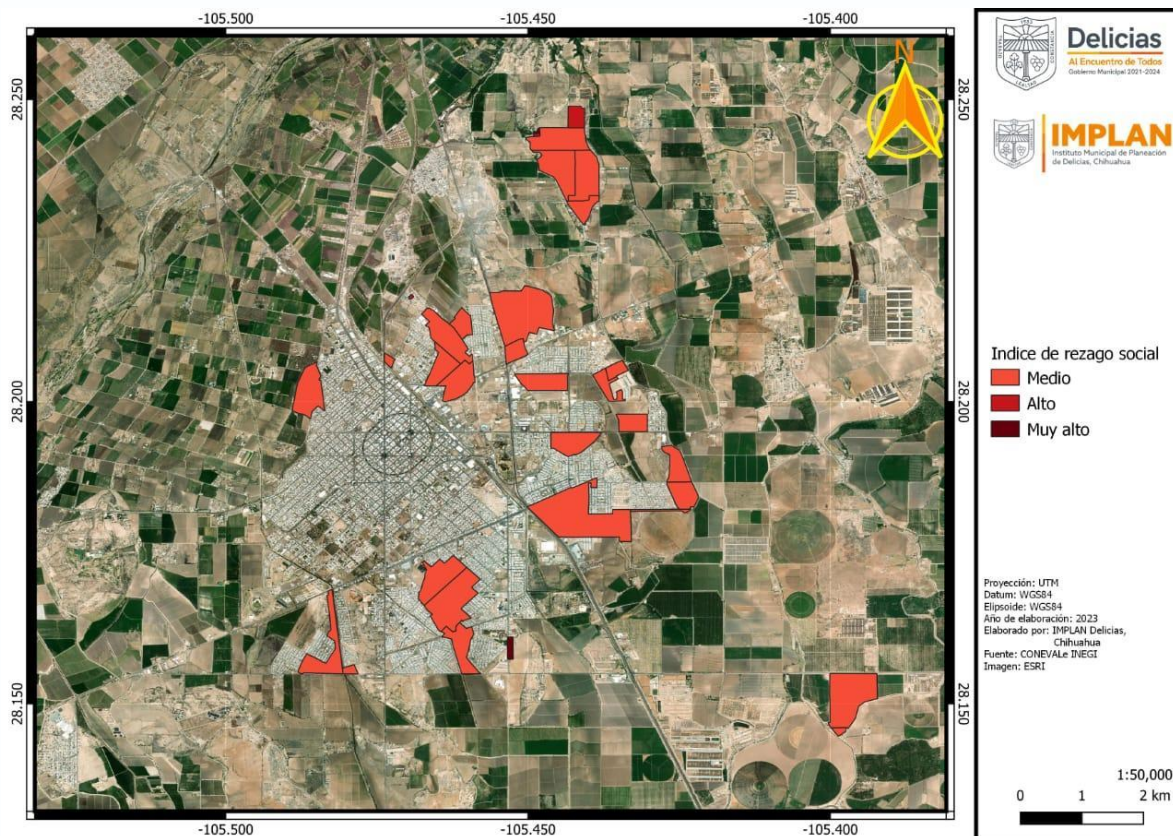 -105.500 -105.450 -105.400
28.250 28.250
28.200 28.200
28.150 28.150
-105.500 -105.450 -105.400
N
Delicias
Al Encuentro de Todos
Gobierno Municipal 2021-2024
IMPLAN
Instituto Municipal de Planeación
de Delicias, Chihuahua
Indice de rezago social
Medio
Alto
Muy alto
Proyección: UTM
Datum: WGS84
Elipsoide: WGS84
Año de elaboración: 2023
Elaborado por: IMPLAN Delicias,
Chihuahua
Fuente: CONEVALe INEGI
Imagen: ESRI
1:50,000
0 1 2 km